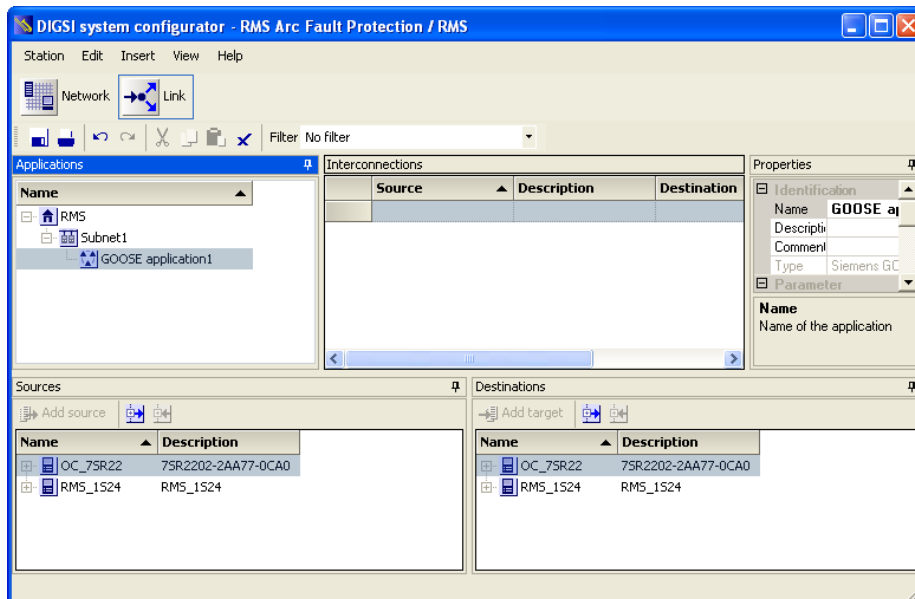 DIGSI system configurator - RMS Arc Fault Protection / RMS
Station Edit Insert View Help
Network Link
Filter No filter
Applications
Name
RMS
Subnet1
GOOSE application1
Interconnections
Source Description Destination
Properties
Identification
Name GOOSE a
Descripti
Comment
Type Siemens GC
Parameter
Name
Name of the application
Sources
Add source
Name Description
OC_7SR22 7SR2202-2AA77-0CA0
RMS_1S24 RMS_1S24
Destinations
Add target
Name Description
OC_7SR22 7SR2202-2AA77-0CA0
RMS_1S24 RMS_1S24